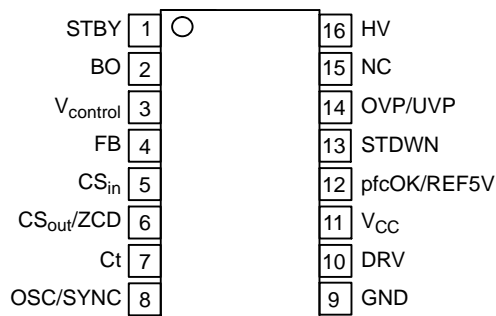 STBY 1 16 HV
BO 2 15 NC
Vcontrol 3 14 OVP/UVP
FB 4 13 STDWN
CSin 5 12 pfcOK/REF5V
CSout/ZCD 6 11 VCC
Ct 7 10 DRV
OSC/SYNC 8 9 GND